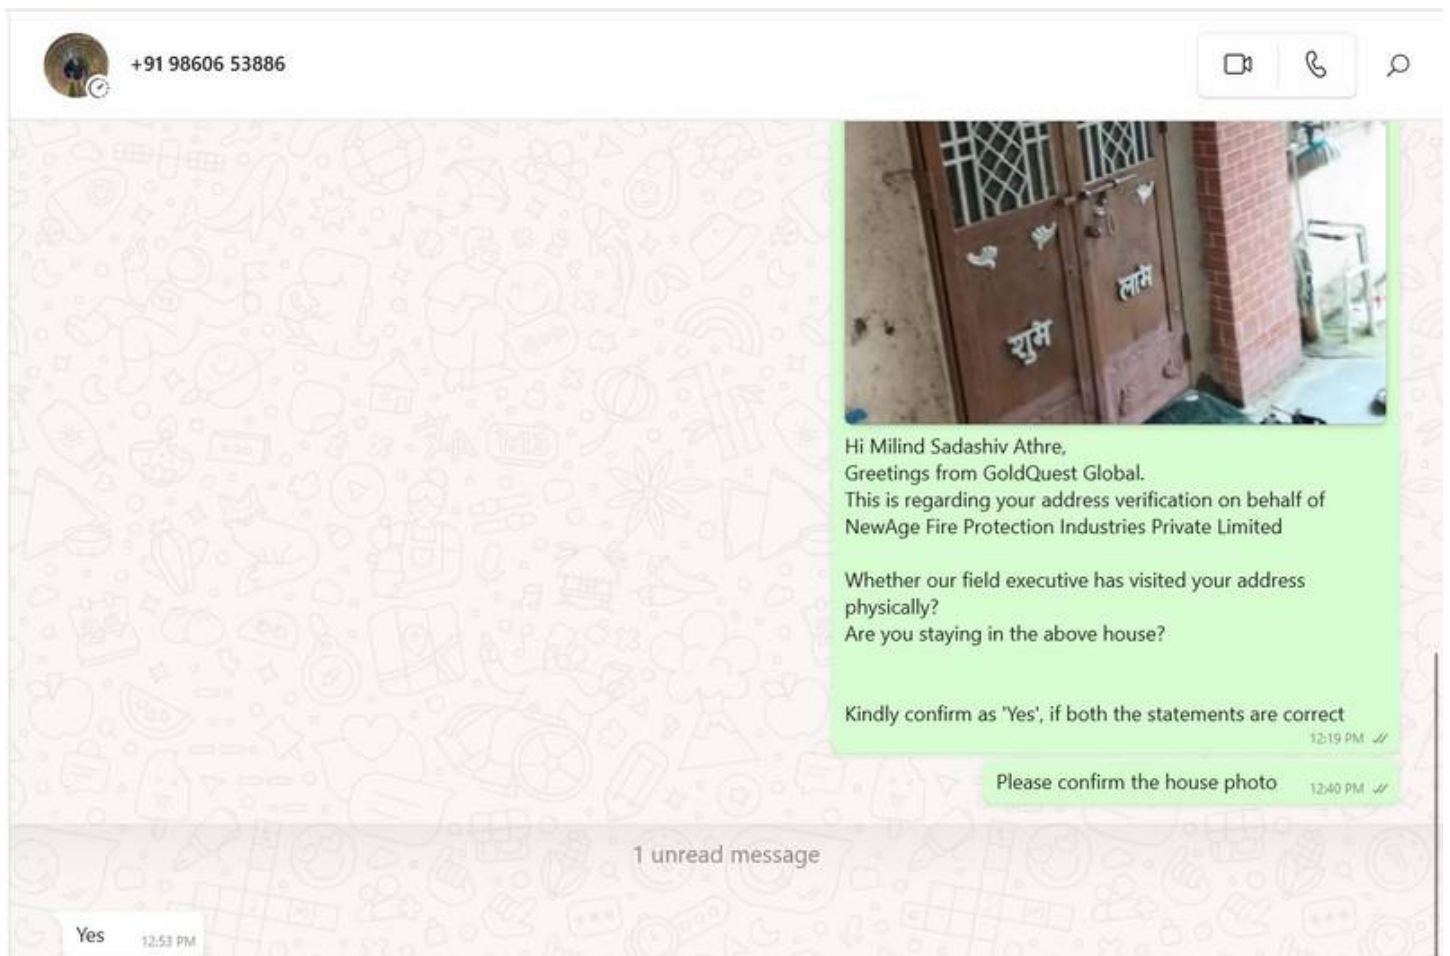 +91 98606 53886
शुभ
लाभ
Hi Milind Sadashiv Athre,
Greetings from GoldQuest Global.
This is regarding your address verification on behalf of
NewAge Fire Protection Industries Private Limited
Whether our field executive has visited your address
physically?
Are you staying in the above house?
Kindly confirm as 'Yes', if both the statements are correct
12:19 PM
Please confirm the house photo 12:40 PM
1 unread message
Yes 12:53 PM